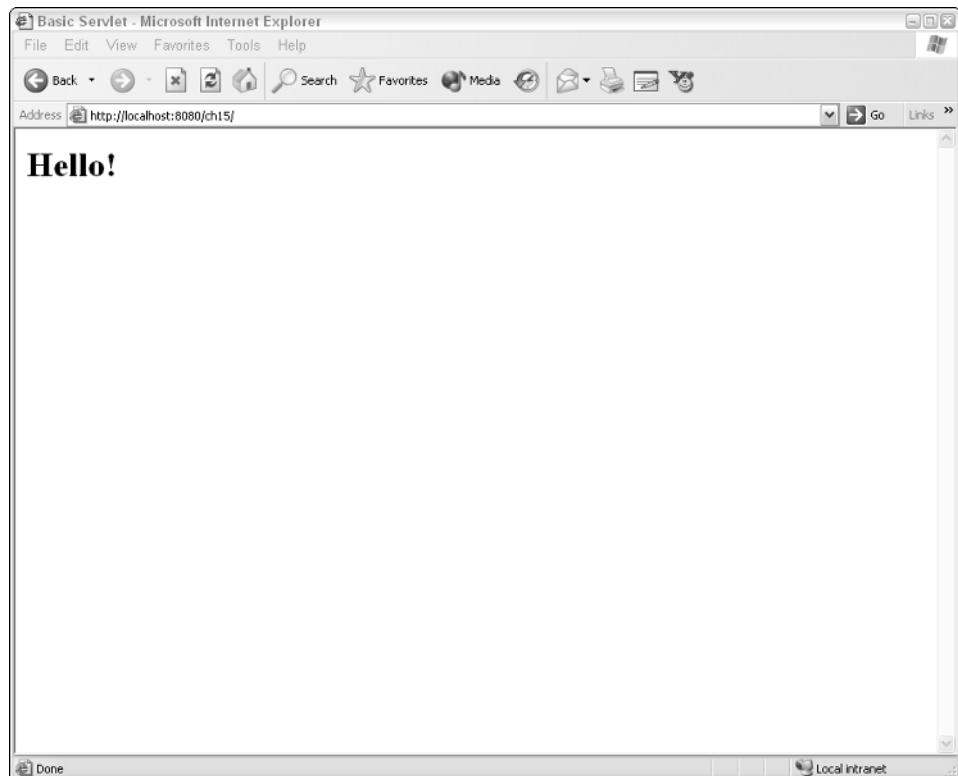 Basic Servlet - Microsoft Internet Explorer
File Edit View Favorites Tools Help
Back Search Favorites Media
Address http://localhost:8080/ch15/ Go Links »
Hello!
Done Local intranet